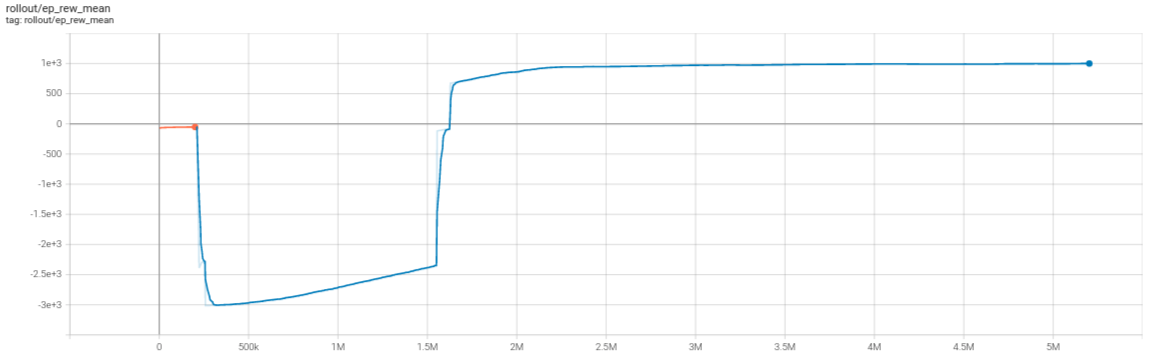 rollout/ep_rew_mean
tag: rollout/ep_rew_mean
1e+3
500
0
-500
-1e+3
-1.5e+3
-2e+3
-2.5e+3
-3e+3
0 500k 1M 1.5M 2M 2.5M 3M 3.5M 4M 4.5M 5M